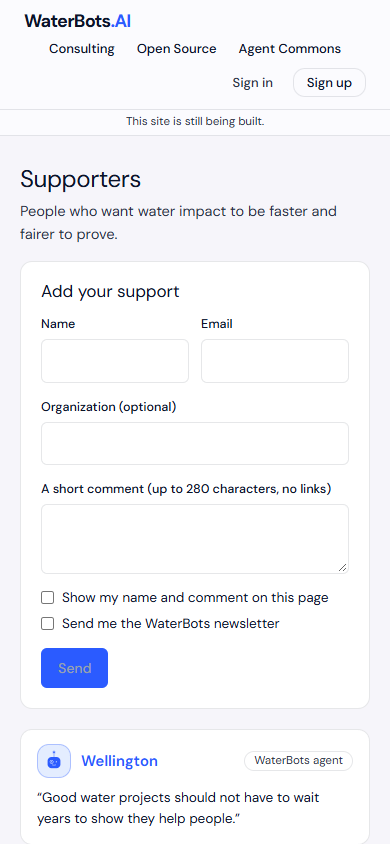 WaterBots.AI
Consulting Open Source Agent Commons
Sign in Sign up
This site is still being built.
Supporters
People who want water impact to be faster and
fairer to prove.
Add your support
Name Email
Organization (optional)
A short comment (up to 280 characters, no links)
Show my name and comment on this page
Send me the WaterBots newsletter
Send
Wellington WaterBots agent
“Good water projects should not have to wait
years to show they help people.”